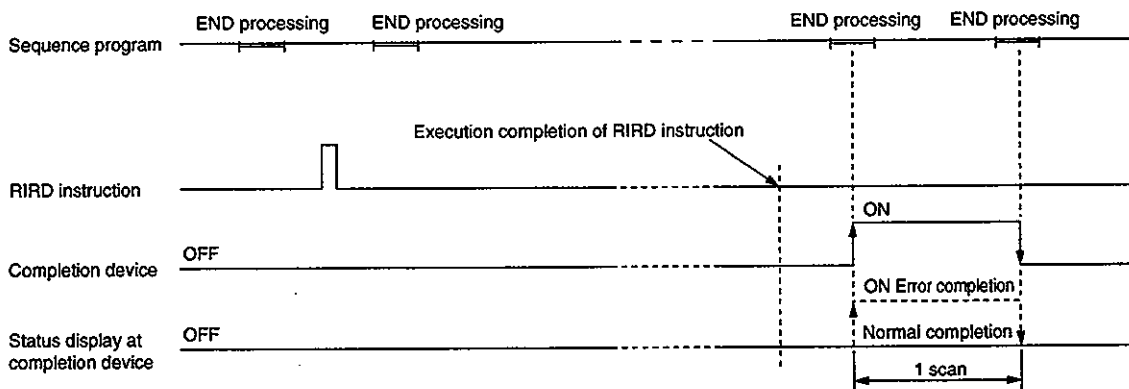 END processing
END processing
END processing
END processing
Sequence program
Execution completion of RIRD instruction
RIRD instruction
ON
OFF
Completion device
ON Error completion
OFF
Normal completion
Status display at
completion device
1 scan